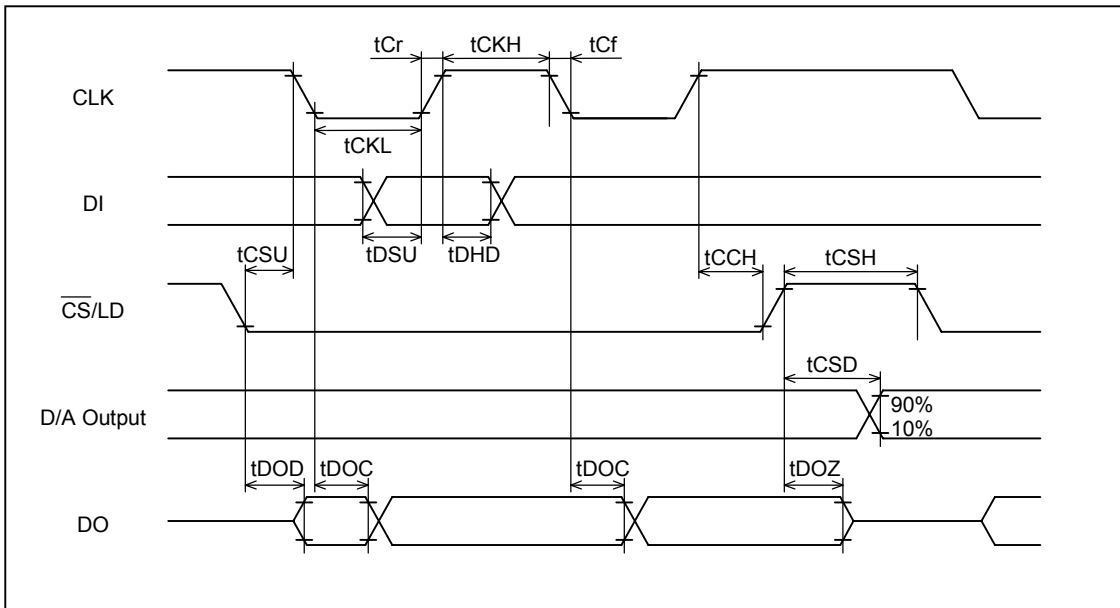 tCr tCKH tCf
CLK
tCKL
DI
tDSU tDHD
tCSU tCCH tCSH
C̅S̅/LD
tCSD
D/A Output 90%
10%
tDOD tDOC tDOC tDOZ
DO